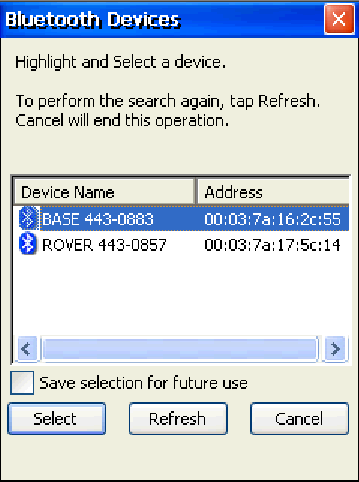 Bluetooth Devices
Highlight and Select a device.
To perform the search again, tap Refresh.
Cancel will end this operation.
Device Name Address
BASE 443-0883 00:03:7a:16:2c:55
ROVER 443-0857 00:03:7a:17:5c:14
Save selection for future use
Select Refresh Cancel